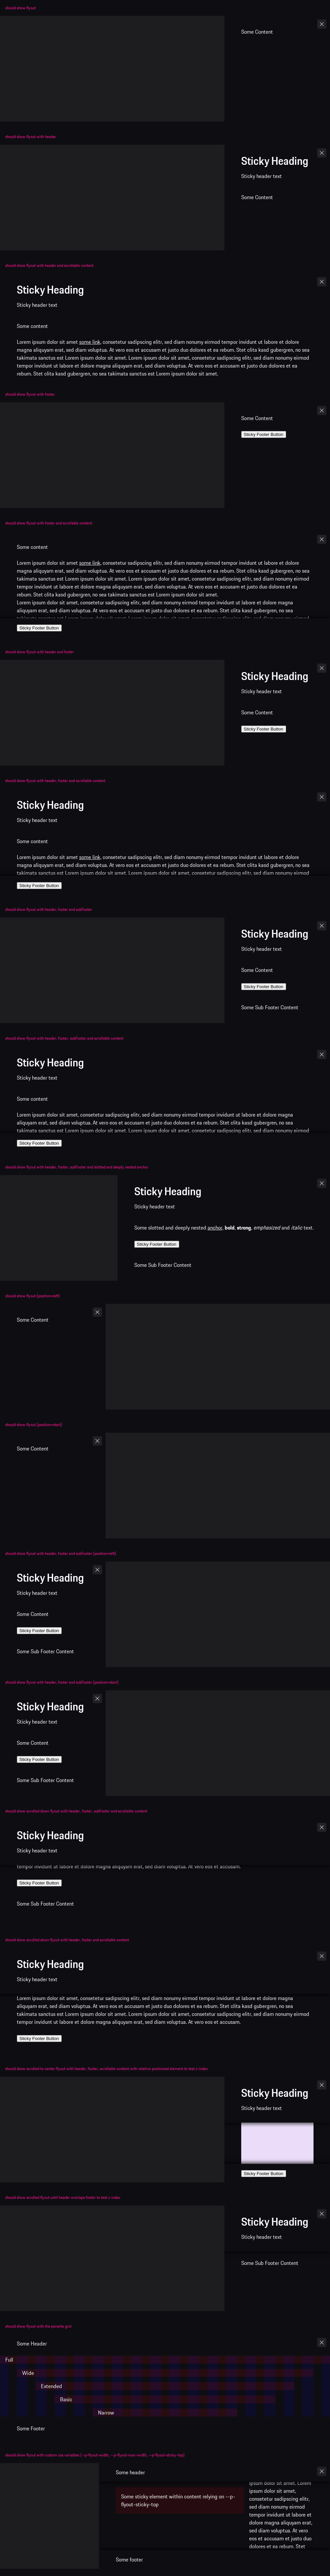 should show flyout
Some Content
should show flyout with header
Sticky Heading
Sticky header text
Some Content
should show flyout with header and scrollable content
Sticky Heading
Sticky header text
Some content
Lorem ipsum dolor sit amet some link, consetetur sadipscing elitr, sed diam nonumy eirmod tempor invidunt ut labore et dolore
magna aliquyam erat, sed diam voluptua. At vero eos et accusam et justo duo dolores et ea rebum. Stet clita kasd gubergren, no sea
takimata sanctus est Lorem ipsum dolor sit amet. Lorem ipsum dolor sit amet, consetetur sadipscing elitr, sed diam nonumy eirmod
tempor invidunt ut labore et dolore magna aliquyam erat, sed diam voluptua. At vero eos et accusam et justo duo dolores et ea
rebum. Stet clita kasd gubergren, no sea takimata sanctus est Lorem ipsum dolor sit amet.
should show flyout with footer
Some Content
Sticky Footer Button
should show flyout with footer and scrollable content
Some content
Lorem ipsum dolor sit amet some link, consetetur sadipscing elitr, sed diam nonumy eirmod tempor invidunt ut labore et dolore
magna aliquyam erat, sed diam voluptua. At vero eos et accusam et justo duo dolores et ea rebum. Stet clita kasd gubergren, no sea
takimata sanctus est Lorem ipsum dolor sit amet. Lorem ipsum dolor sit amet, consetetur sadipscing elitr, sed diam nonumy eirmod
tempor invidunt ut labore et dolore magna aliquyam erat, sed diam voluptua. At vero eos et accusam et justo duo dolores et ea
rebum. Stet clita kasd gubergren, no sea takimata sanctus est Lorem ipsum dolor sit amet.
Lorem ipsum dolor sit amet, consetetur sadipscing elitr, sed diam nonumy eirmod tempor invidunt ut labore et dolore magna
aliquyam erat, sed diam voluptua. At vero eos et accusam et justo duo dolores et ea rebum. Stet clita kasd gubergren, no sea
Sticky Footer Button
should show flyout with header and footer
Sticky Heading
Sticky header text
Some Content
Sticky Footer Button
should show flyout with header, footer and scrollable content
Sticky Heading
Sticky header text
Some content
Lorem ipsum dolor sit amet some link, consetetur sadipscing elitr, sed diam nonumy eirmod tempor invidunt ut labore et dolore
magna aliquyam erat, sed diam voluptua. At vero eos et accusam et justo duo dolores et ea rebum. Stet clita kasd gubergren, no sea
takimata sanctus est Lorem ipsum dolor sit amet. Lorem ipsum dolor sit amet, consetetur sadipscing elitr, sed diam nonumy eirmod
Sticky Footer Button
should show flyout with header, footer and subfooter
Sticky Heading
Sticky header text
Some Content
Sticky Footer Button
Some Sub Footer Content
should show flyout with header, footer, subfooter and scrollable content
Sticky Heading
Sticky header text
Some content
Lorem ipsum dolor sit amet, consetetur sadipscing elitr, sed diam nonumy eirmod tempor invidunt ut labore et dolore magna
aliquyam erat, sed diam voluptua. At vero eos et accusam et justo duo dolores et ea rebum. Stet clita kasd gubergren, no sea
takimata sanctus est Lorem ipsum dolor sit amet. Lorem ipsum dolor sit amet, consetetur sadipscing elitr, sed diam nonumy eirmod
Sticky Footer Button
should show flyout with header, footer, subfooter and slotted and deeply nested anchor
Sticky Heading
Sticky header text
Some slotted and deeply nested anchor, bold, strong, emphasized and italic text.
Sticky Footer Button
Some Sub Footer Content
should show flyout (position=left)
Some Content
should show flyout (position=start)
Some Content
should show flyout with header, footer and subfooter (position=left)
Sticky Heading
Sticky header text
Some Content
Sticky Footer Button
Some Sub Footer Content
should show flyout with header, footer and subfooter (position=start)
Sticky Heading
Sticky header text
Some Content
Sticky Footer Button
Some Sub Footer Content
should show scrolled down flyout with header, footer, subfooter and scrollable content
Sticky Heading
Sticky header text
tempor invidunt ut labore et dolore magna aliquyam erat, sed diam voluptua. At vero eos et accusam.
Sticky Footer Button
Some Sub Footer Content
should show scrolled down flyout with header, footer and scrollable content
Sticky Heading
Sticky header text
Lorem ipsum dolor sit amet, consetetur sadipscing elitr, sed diam nonumy eirmod tempor invidunt ut labore et dolore magna
aliquyam erat, sed diam voluptua. At vero eos et accusam et justo duo dolores et ea rebum. Stet clita kasd gubergren, no sea
takimata sanctus est Lorem ipsum dolor sit amet. Lorem ipsum dolor sit amet, consetetur sadipscing elitr, sed diam nonumy eirmod
tempor invidunt ut labore et dolore magna aliquyam erat, sed diam voluptua. At vero eos et accusam.
Sticky Footer Button
Sticky Heading
Sticky header text
Sticky Footer Button
should show scrolled flyout until header overlaps footer to test z-index
Sticky Heading
Sticky header text
Some Sub Footer Content
should show flyout with the porsche grid
Some Header
Full
Wide
Extended
Basic
Narrow
Some Footer
should show flyout with custom css variables (--p-flyout-width, --p-flyout-max-width, --p-flyout-sticky-top)
Some header
Some sticky element within content relying on --p-
flyout-sticky-top
ipsum dolor sit amet. Lorem
ipsum dolor sit amet,
consetetur sadipscing elitr,
sed diam nonumy eirmod
tempor invidunt ut labore et
dolore magna aliquyam erat,
sed diam voluptua. At vero
eos et accusam et justo duo
dolores et ea rebum. Stet
Some footer